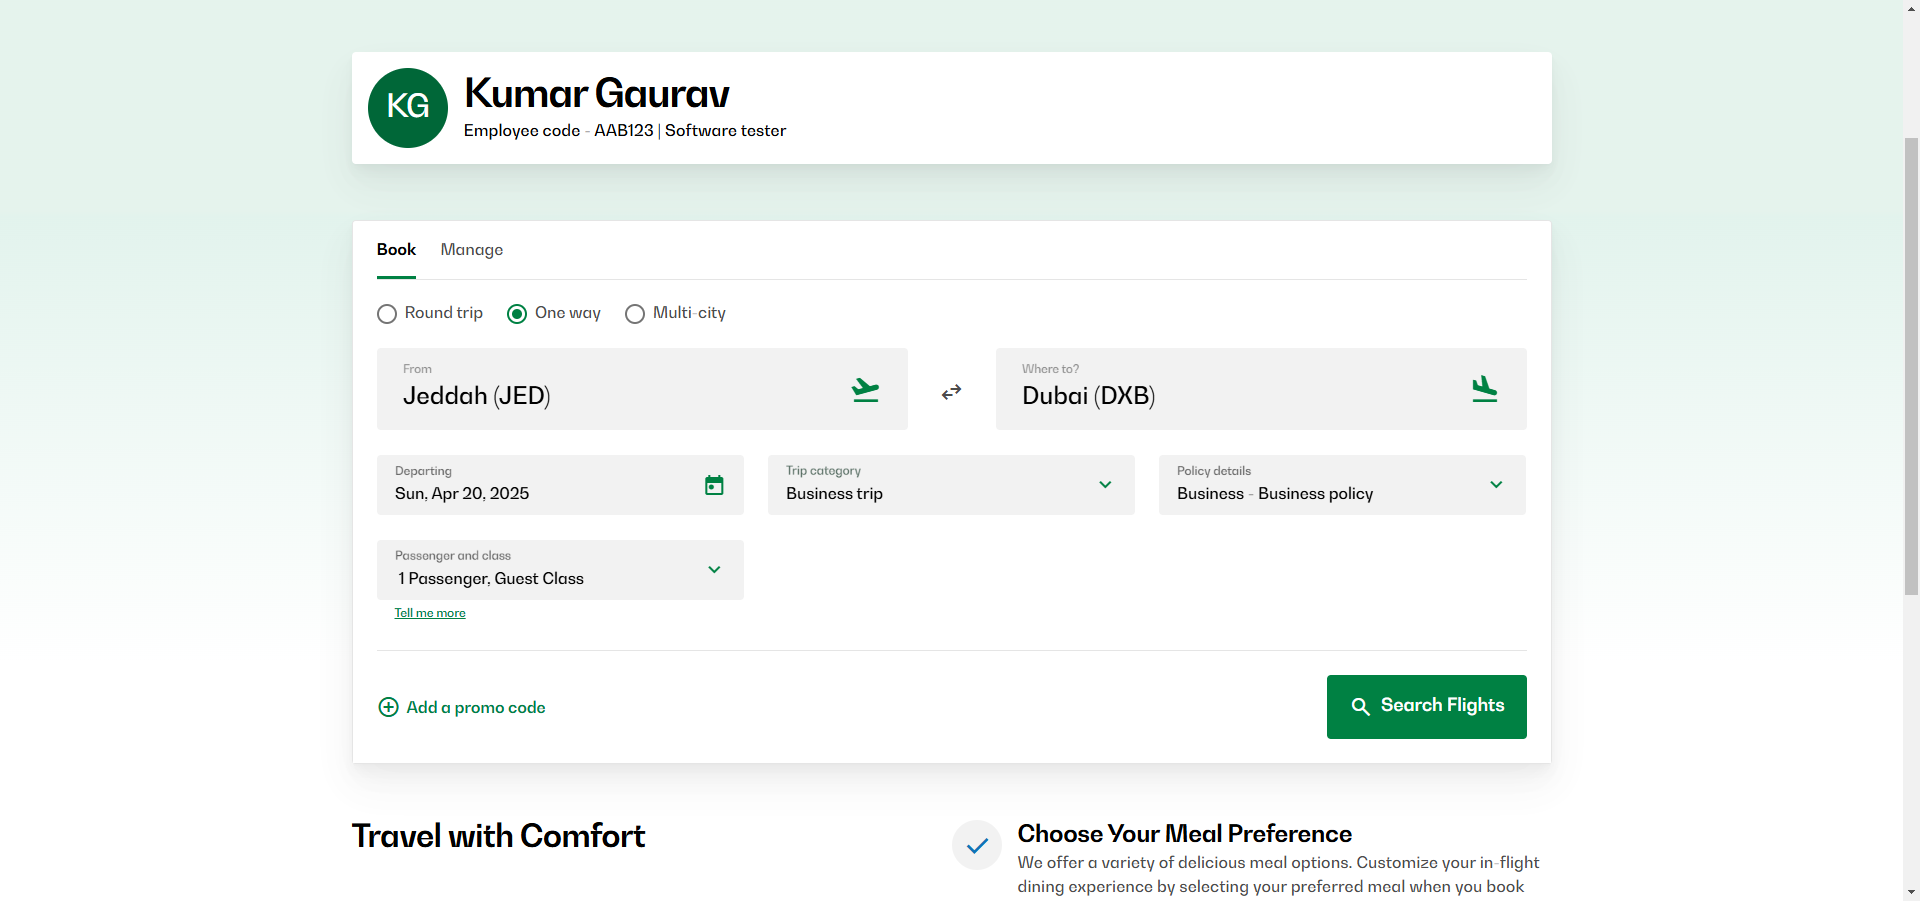 KG
Kumar Gaurav
Employee code - AAB123 | Software tester
Book
Manage
Round trip
One way
Multi-city
From
Jeddah (JED)
Where to?
Dubai (DXB)
Departing
Sun, Apr 20, 2025
Trip category
Business trip
Policy details
Business - Business policy
Passenger and class
1 Passenger, Guest Class
Tell me more
Add a promo code
Search Flights
Travel with Comfort
Choose Your Meal Preference
We offer a variety of delicious meal options. Customize your in-flight
dining experience by selecting your preferred meal when you book